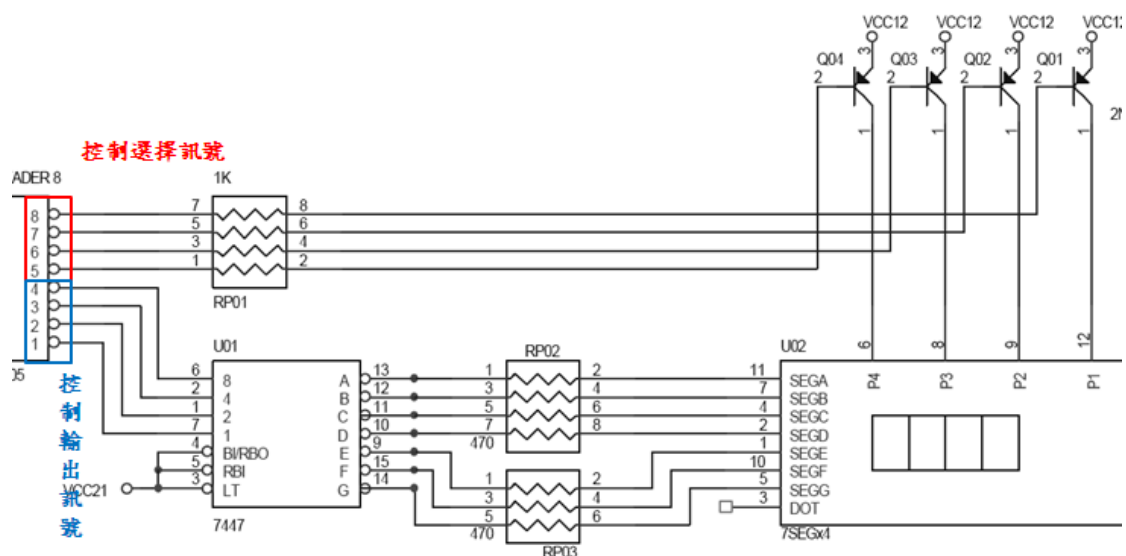 VCC12 VCC12 VCC12 VCC12
3 3 3 3
Q04 Q03 Q02 Q01
2 2 2 2
2N
1 1 1 1
控制選擇訊號
ADER 8
1K
8 7 8
7 5 6
6 3 4
5 1 2
4
3
2
1
RP01
05
控制輸出訊號
U01
6 8 A 13
2 4 B 12
1 2 C 11
7 1 D 10
4 BI/RBO E 9
5 RBI F 15
3 LT G 14
VCC21
7447
RP02
1 2
3 4
5 6
7 8
470
1 2
3 4
5 6
470
RP03
U02
6 8 9 12
P4 P3 P2 P1
11 SEGA
7 SEGB
4 SEGC
2 SEGD
1 SEGE
10 SEGF
5 SEGG
3 DOT
7SEGx4